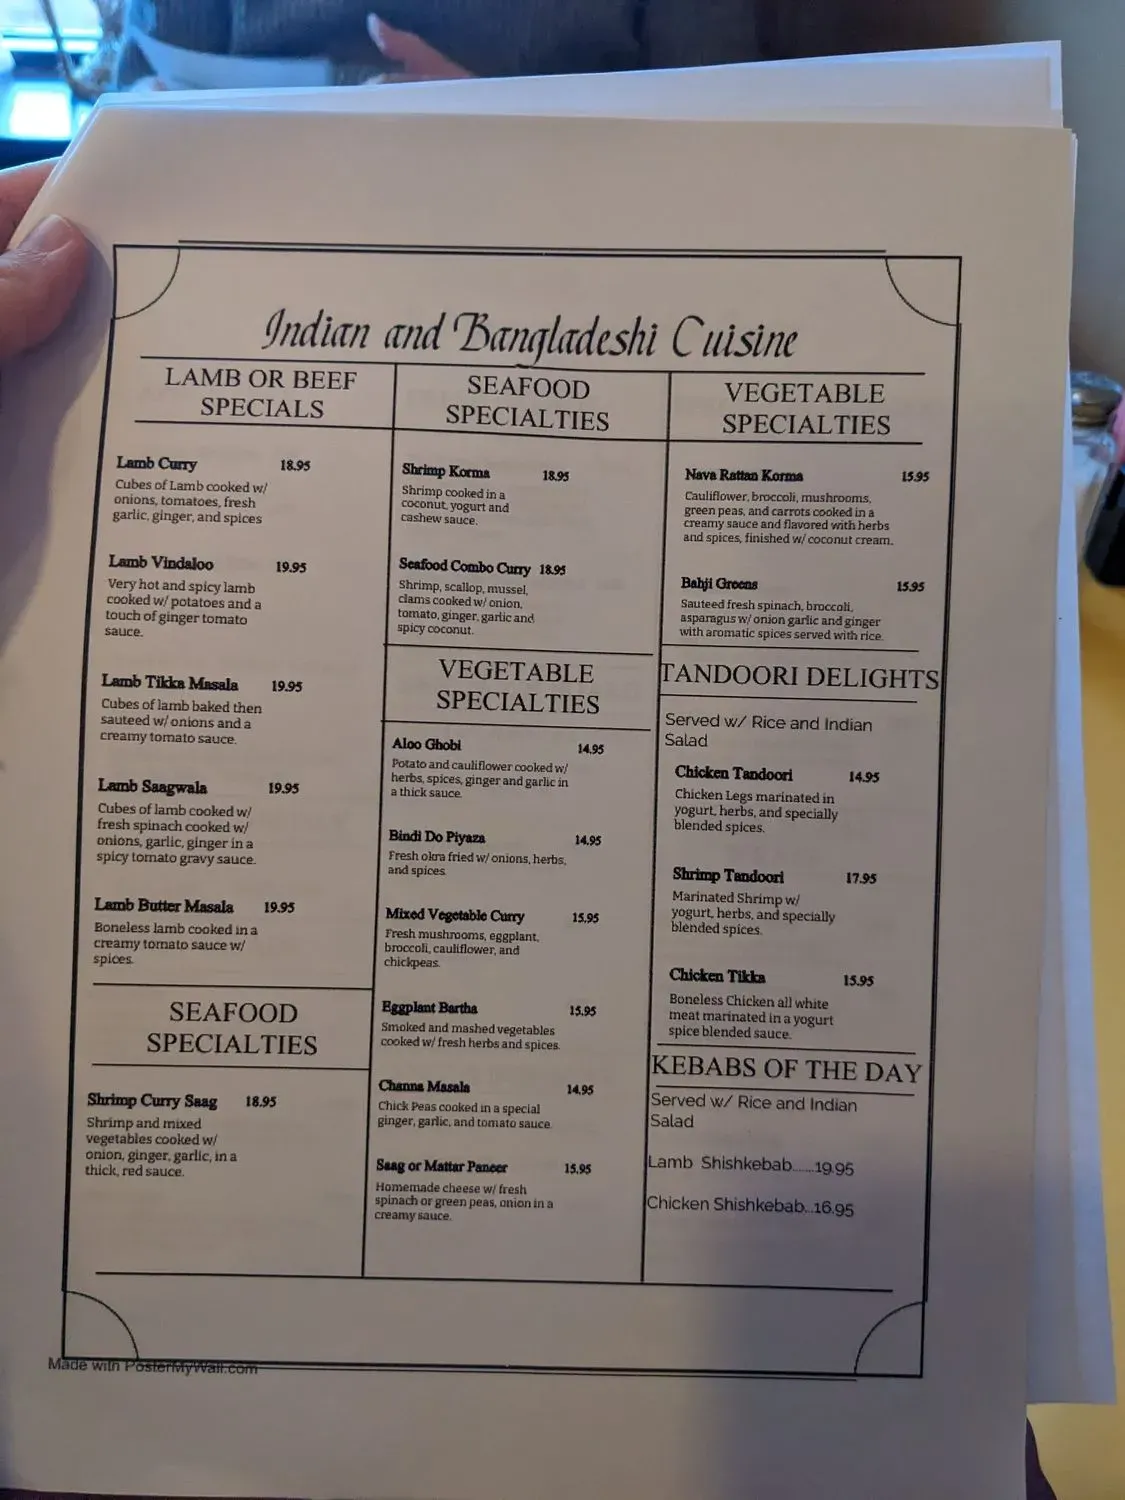 Indian and Bangladeshi Cuisine
LAMB OR BEEF
SPECIALS
Lamb Curry 18.95
Cubes of Lamb cooked w/
onions, tomatoes, fresh
garlic, ginger, and spices
Lamb Vindaloo 19.95
Very hot and spicy lamb
cooked w/ potatoes and a
touch of ginger tomato
sauce.
Lamb Tikka Masala 19.95
Cubes of lamb baked then
sauteed w/ onions and a
creamy tomato sauce.
Lamb Saagwala 19.95
Cubes of lamb cooked w/
fresh spinach cooked w/
onions, garlic, ginger in a
spicy tomato gravy sauce.
Lamb Butter Masala 19.95
Boneless lamb cooked in a
creamy tomato sauce w/
spices.
SEAFOOD
SPECIALTIES
Shrimp Curry Saag 18.95
Shrimp and mixed
vegetables cooked w/
onion, ginger, garlic, in a
thick, red sauce.
SEAFOOD
SPECIALTIES
Shrimp Korma 18.95
Shrimp cooked in a
coconut, yogurt and
cashew sauce.
Seafood Combo Curry 18.95
Shrimp, scallop, mussel,
clams cooked w/ onion,
tomato, ginger, garlic and
spicy coconut.
VEGETABLE
SPECIALTIES
Aloo Ghobi 14.95
Potato and cauliflower cooked w/
herbs, spices, ginger and garlic in
a thick sauce.
Bindi Do Piyaza 14.95
Fresh okra fried w/ onions, herbs,
and spices.
Mixed Vegetable Curry 15.95
Fresh mushrooms, eggplant,
broccoli, cauliflower, and
chickpeas.
Eggplant Bartha 15.95
Smoked and mashed vegetables
cooked w/ fresh herbs and spices.
Channa Masala 14.95
Chick Peas cooked in a special
ginger, garlic, and tomato sauce.
Saag or Mattar Paneer 15.95
Homemade cheese w/ fresh
spinach or green peas, onion in a
creamy sauce.
VEGETABLE
SPECIALTIES
Nava Rattan Korma 15.95
Cauliflower, broccoli, mushrooms,
green peas, and carrots cooked in a
creamy sauce and flavored with herbs
and spices, finished w/ coconut cream.
Bahji Greens 15.95
Sauteed fresh spinach, broccoli,
asparagus w/ onion garlic and ginger
with aromatic spices served with rice.
TANDOORI DELIGHTS
Served w/ Rice and Indian
Salad
Chicken Tandoori 14.95
Chicken Legs marinated in
yogurt, herbs, and specially
blended spices.
Shrimp Tandoori 17.95
Marinated Shrimp w/
yogurt, herbs, and specially
blended spices.
Chicken Tikka 15.95
Boneless Chicken all white
meat marinated in a yogurt
spice blended sauce.
KEBABS OF THE DAY
Served w/ Rice and Indian
Salad
Lamb Shishkebab......19.95
Chicken Shishkebab...16.95
Made with PosterMyWall.com